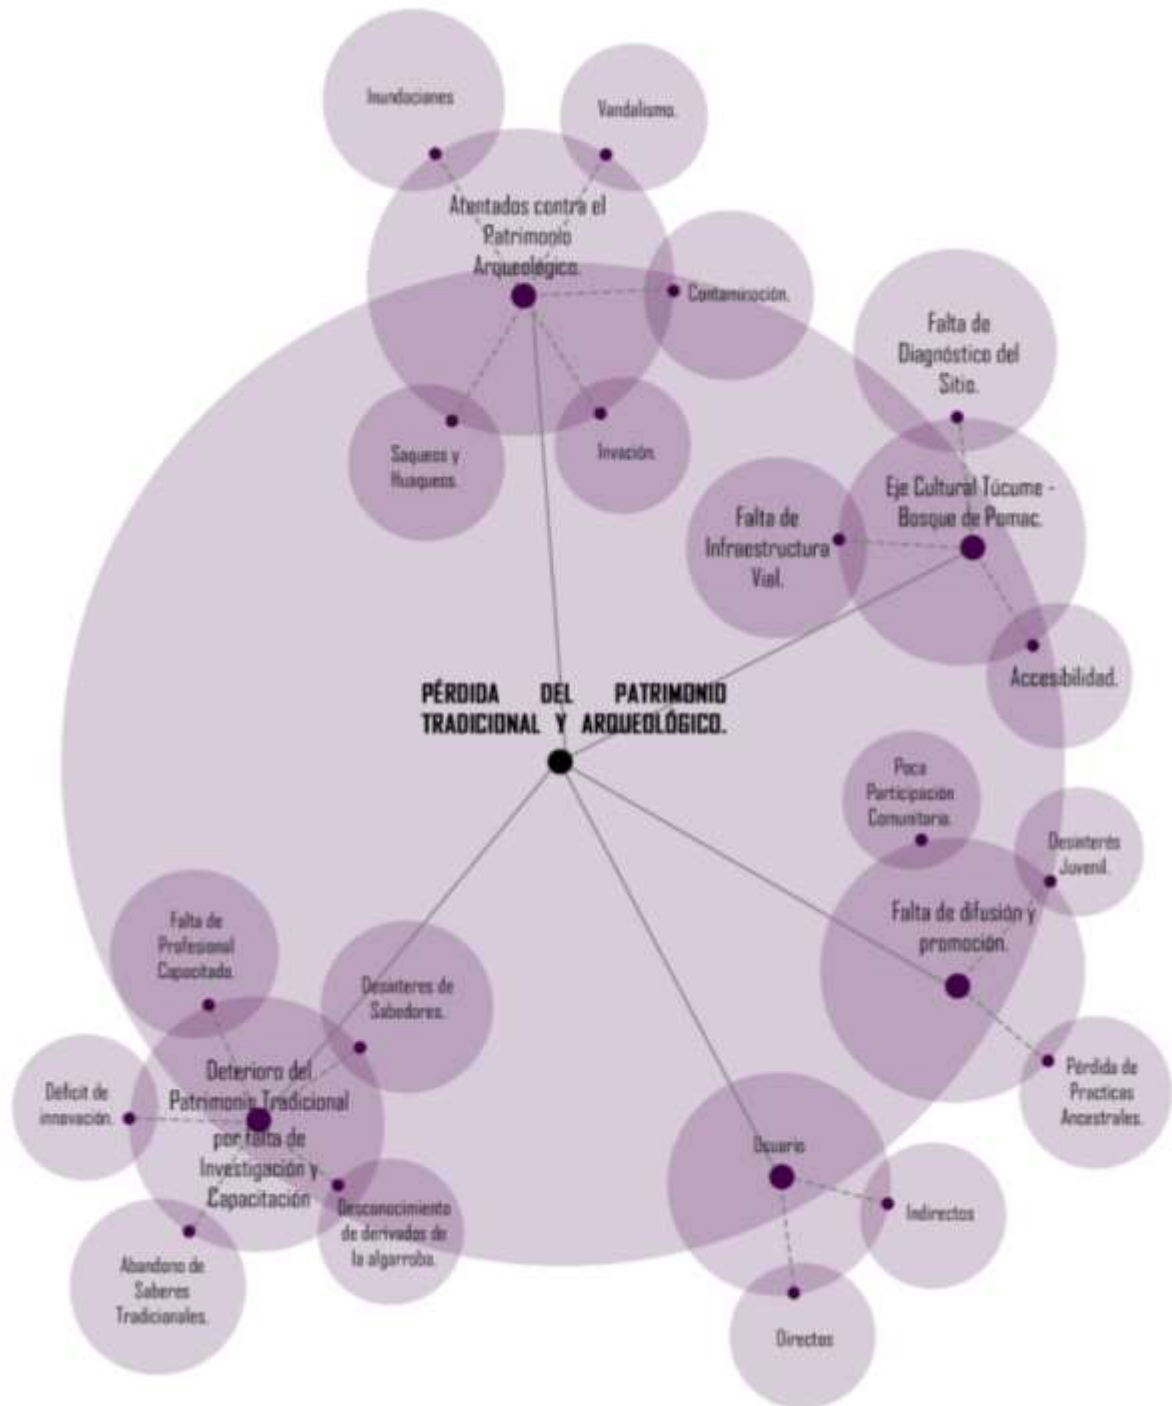 Inundaciones
Vandalismo.
Atentados contra el
Patrimonio
Arqueológico.
Contaminación.
Saqueos y
Huaqueos.
Invación.
Falta de
Diagnóstico del
Sitio.
Eje Cultural Túcume -
Bosque de Pomac.
Falta de
Infraestructura
Vial.
Accesibilidad.
PÉRDIDA DEL PATRIMONIO
TRADICIONAL Y ARQUEOLÓGICO.
Poca
Participación
Comunitaria.
Desinterés
Juvenil.
Falta de difusión y
promoción.
Pérdida de
Practicas
Ancestrales.
Falta de
Profesional
Capacitado.
Desinteres de
Sabedores.
Deterioro del
Patrimonio Tradicional
por falta de
Investigación y
Capacitación
Déficit de
innovación.
Desconocimiento
de derivados de
la algarroba.
Abandono de
Saberes
Tradicionales.
Usuario
Indirectos
Directos